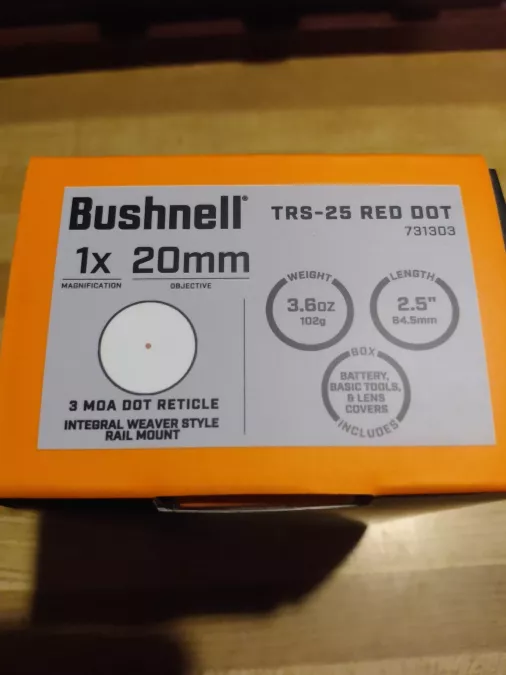 Bushnell®
TRS-25 RED DOT
731303
1x 20mm
MAGNIFICATION OBJECTIVE
WEIGHT
3.6OZ
102g
LENGTH
2.5"
64.5mm
3 MOA DOT RETICLE
INTEGRAL WEAVER STYLE
RAIL MOUNT
BOX
BATTERY,
BASIC TOOLS,
& LENS
COVERS
INCLUDES